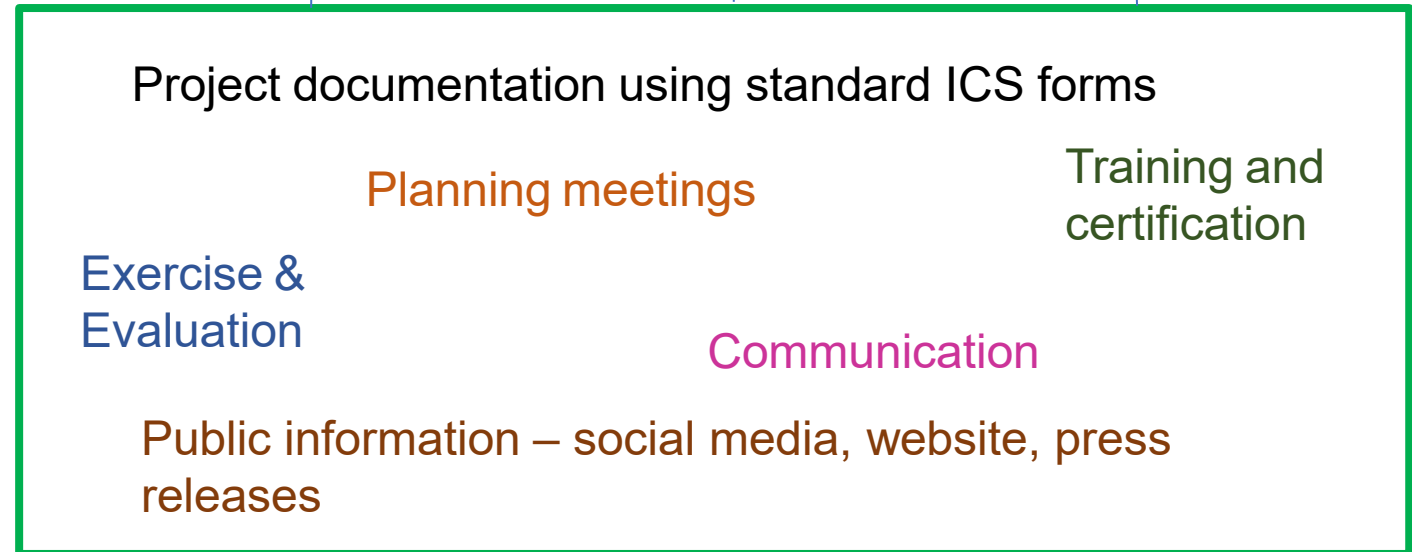 Project documentation using standard ICS forms
Planning meetings
Training and
certification
Exercise &
Evaluation
Communication
Public information – social media, website, press
releases